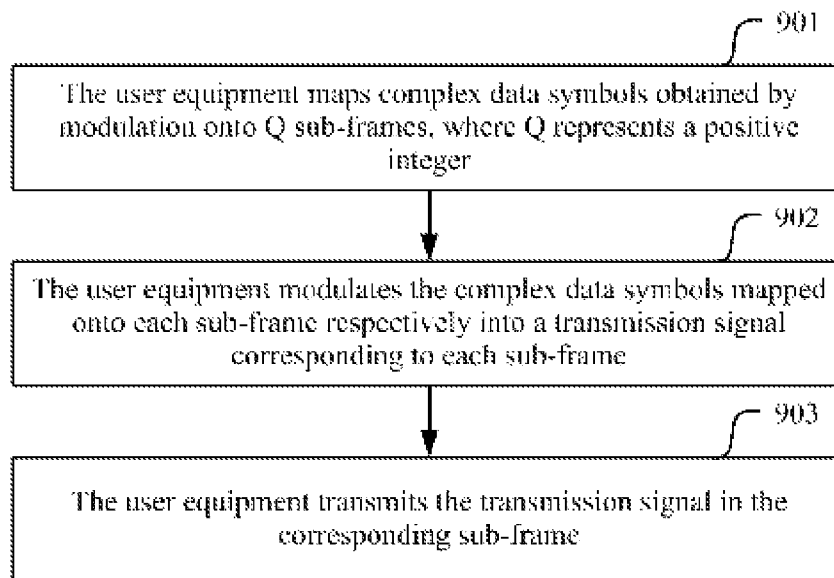 901
The user equipment maps complex data symbols obtained by
modulation onto Q sub-frames, where Q represents a positive
integer
902
The user equipment modulates the complex data symbols mapped
onto each sub-frame respectively into a transmission signal
corresponding to each sub-frame
903
The user equipment transmits the transmission signal in the
corresponding sub-frame